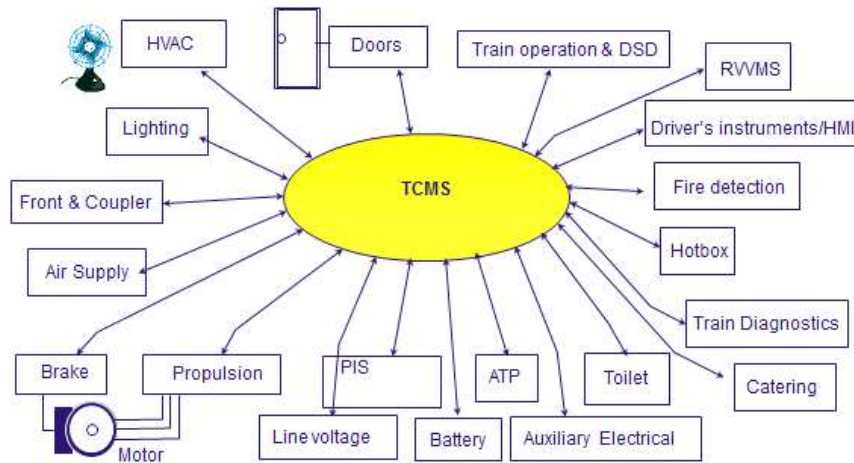 HVAC
Doors
Train operation & DSD
RVVMS
Lighting
Driver's instruments/HMI
TCMS
Front & Coupler
Fire detection
Air Supply
Hotbox
Train Diagnostics
Brake
Propulsion
PIS
ATP
Toilet
Catering
Line voltage
Battery
Auxiliary Electrical
Motor